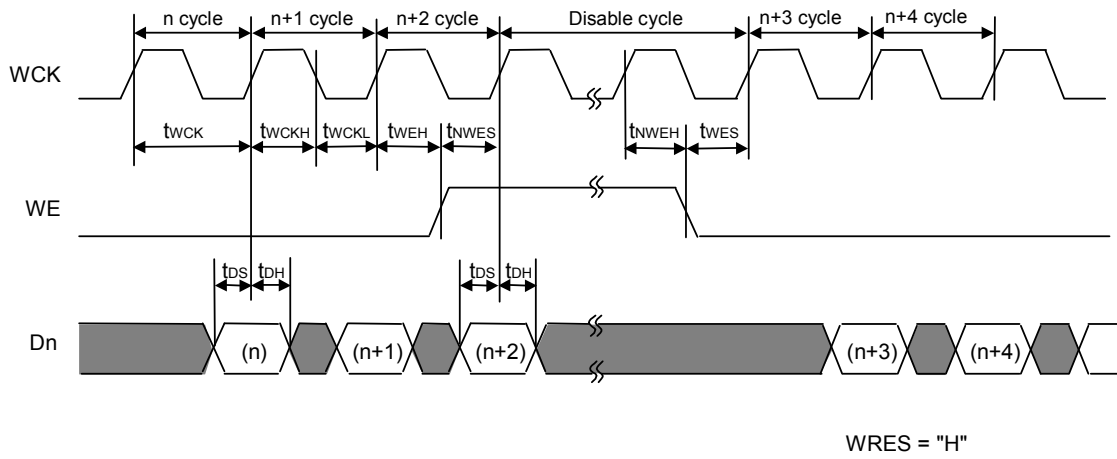 n cycle n+1 cycle n+2 cycle Disable cycle n+3 cycle n+4 cycle
WCK
tWCK tWCKH tWCKL tWEH tNWES tNWEH tWES
WE
tDS tDH tDS tDH
Dn (n) (n+1) (n+2) (n+3) (n+4)
WRES = "H"